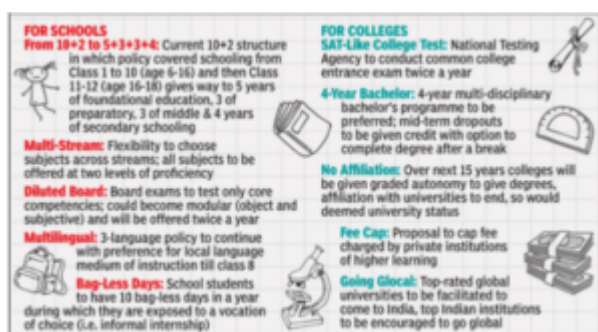 FOR SCHOOLS
From 10+2 to 5+3+3+4: Current 10+2 structure
in which policy covered schooling from
Class 1 to 10 (age 6-16) and then Class
11-12 (age 16-18) gives way to 5 years
of foundational education, 3 of
preparatory, 3 of middle & 4 years
of secondary schooling
Multi-Stream: Flexibility to choose
subjects across streams; all subjects to be
offered at two levels of proficiency
Diluted Board: Board exams to test only core
competencies; could become modular (object and
subjective) and will be offered twice a year
Multilingual: 3-language policy to continue
with preference for local language
medium of instruction till class 8
Bag-Less Days: School students
to have 10 bag-less days in a year
during which they are exposed to a vocation
of choice (i.e. informal internship)
FOR COLLEGES
SAT-Like College Test: National Testing
Agency to conduct common college
entrance exam twice a year
4-Year Bachelor: 4-year multi-disciplinary
bachelor's programme to be
preferred; mid-term dropouts
to be given credit with option to
complete degree after a break
No Affiliation: Over next 15 years colleges will
be given graded autonomy to give degrees,
affiliation with universities to end, so would
deemed university status
Fee Cap: Proposal to cap fee
charged by private institutions
of higher learning
Going Glocal: Top-rated global
universities to be facilitated to
come to India, top Indian institutions
to be encouraged to go global